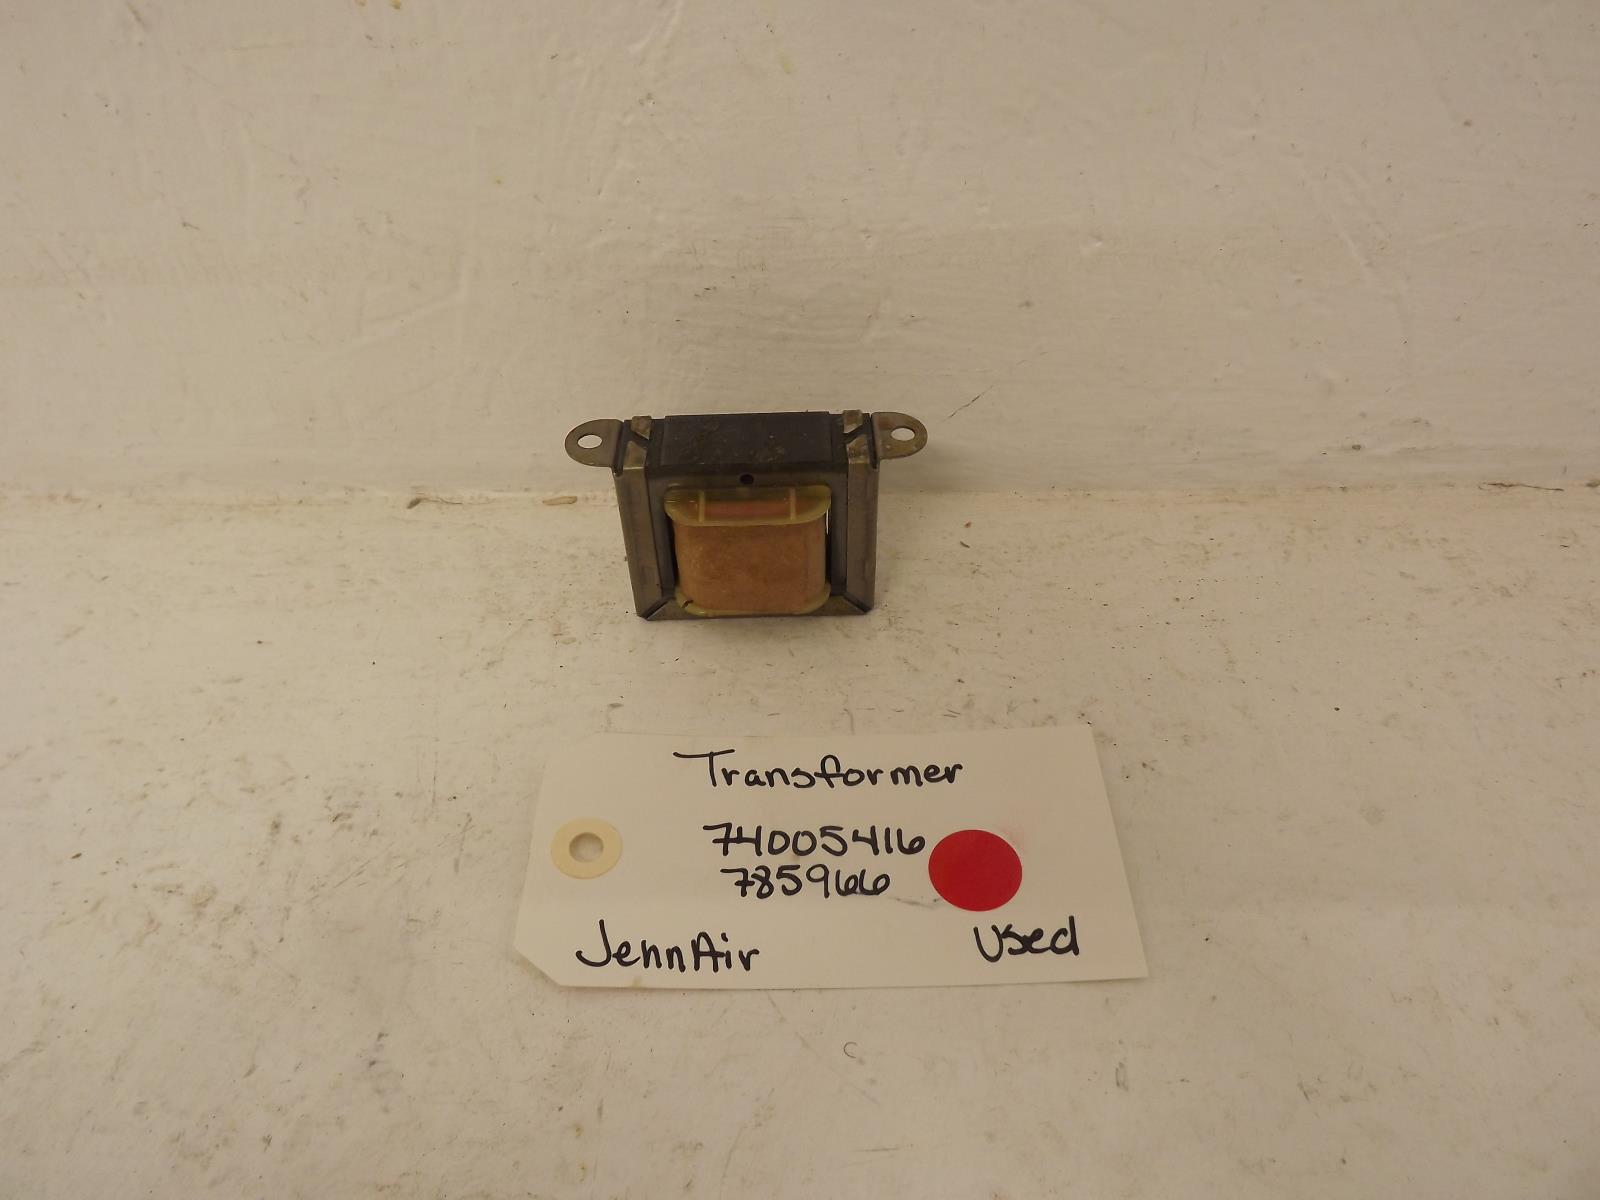 Transformer
74005416
785966
JennAir
Used